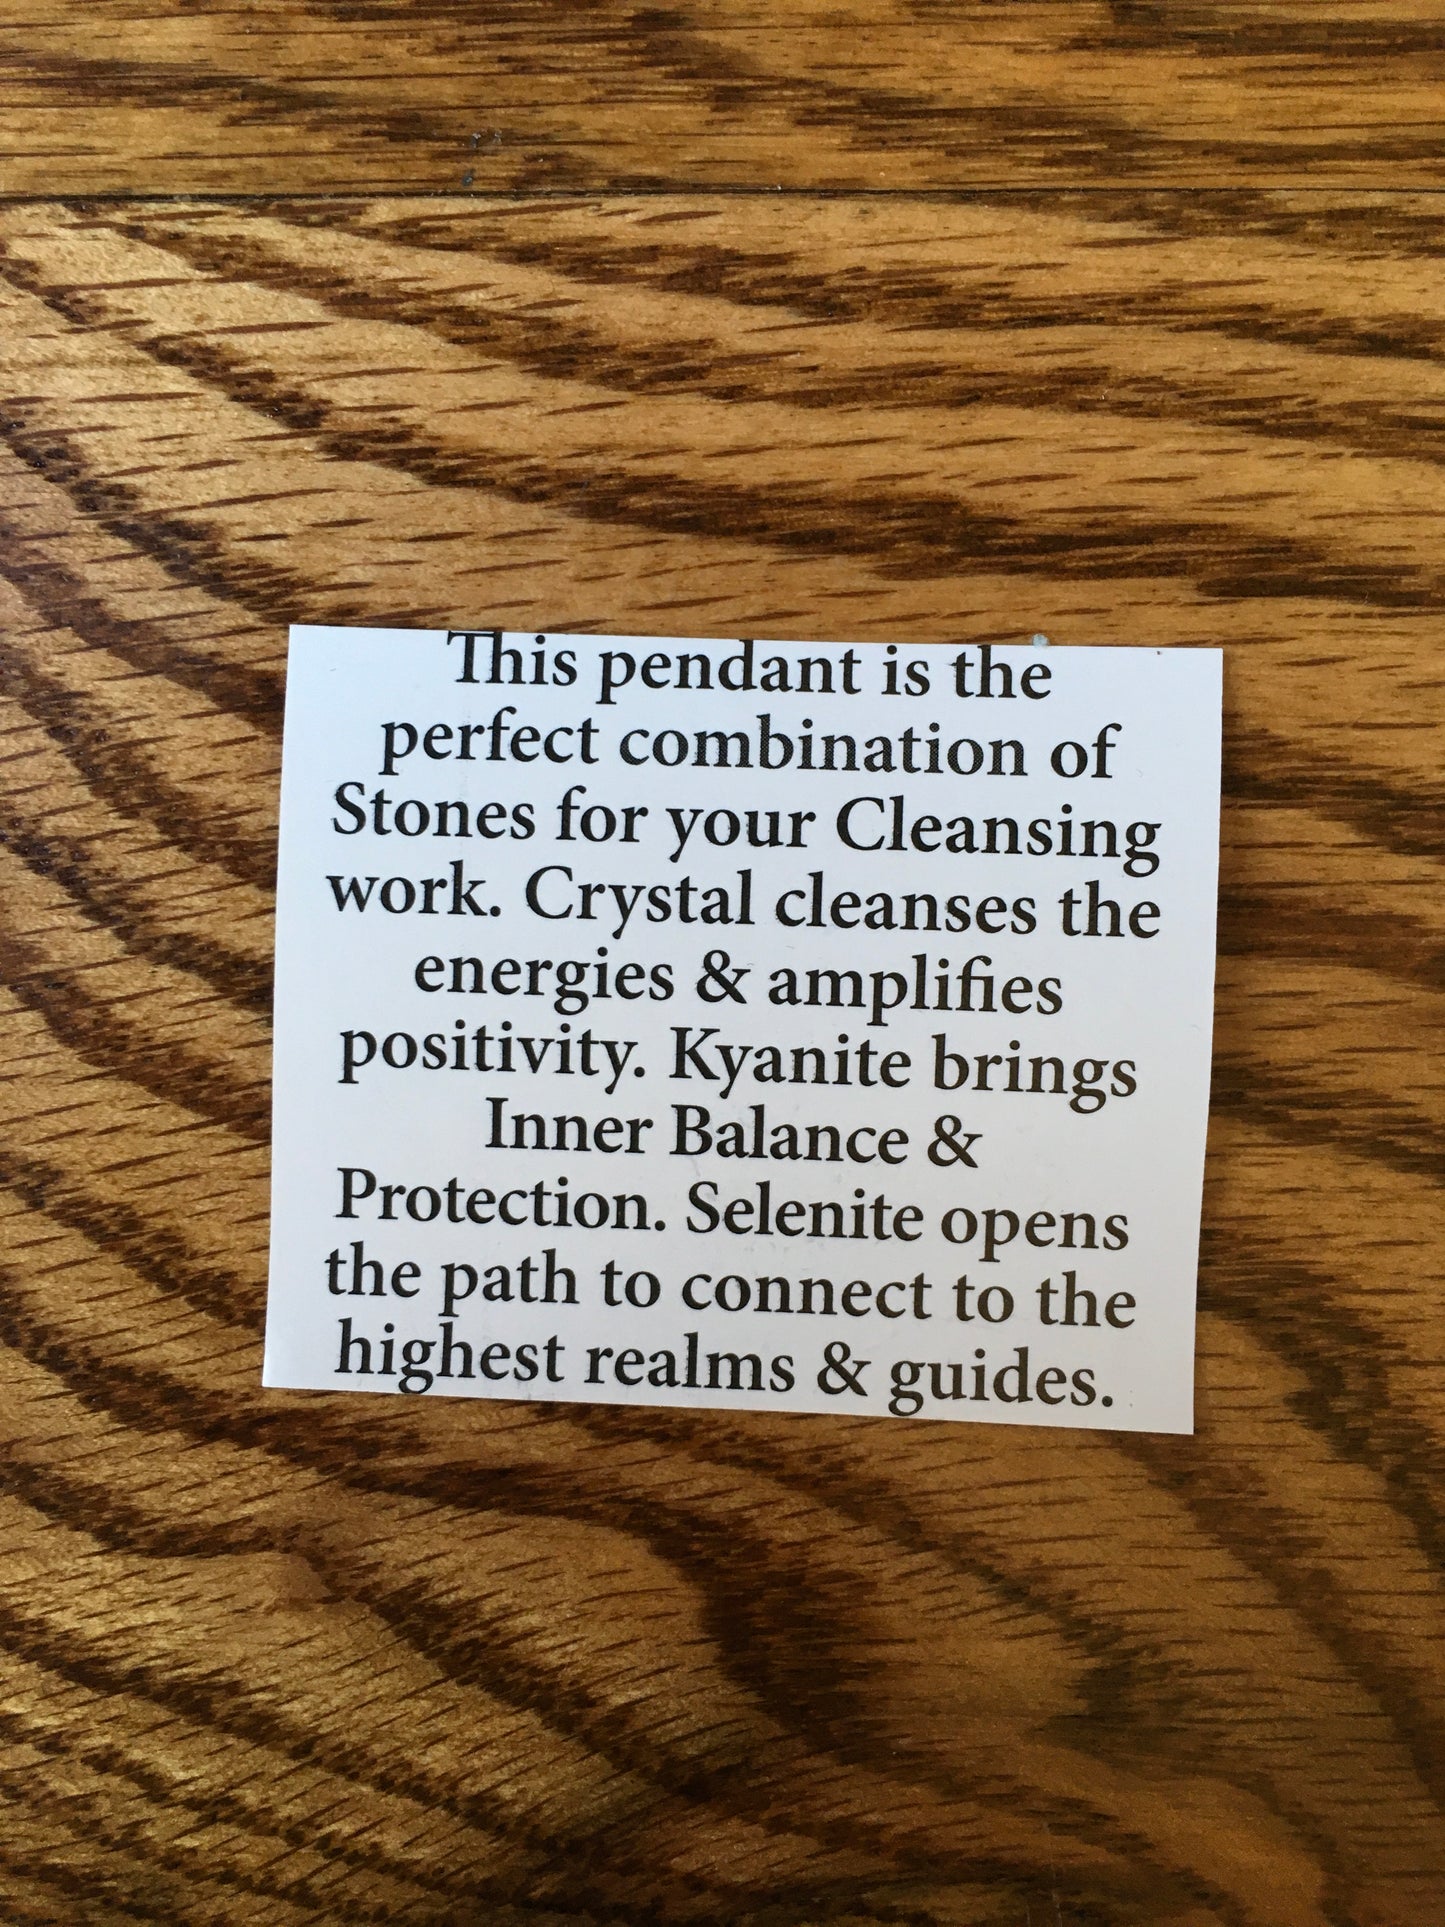 This pendant is the
perfect combination of
Stones for your Cleansing
work. Crystal cleanses the
energies & amplifies
positivity. Kyanite brings
Inner Balance &
Protection. Selenite opens
the path to connect to the
highest realms & guides.